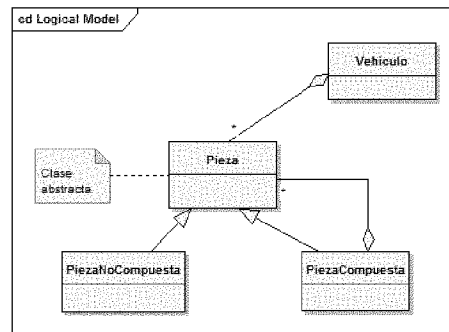 cd Logical Model
Vehiculo
*
Pieza
*
Clase
abstracta
PiezaNoCompuesta
PiezaCompuesta